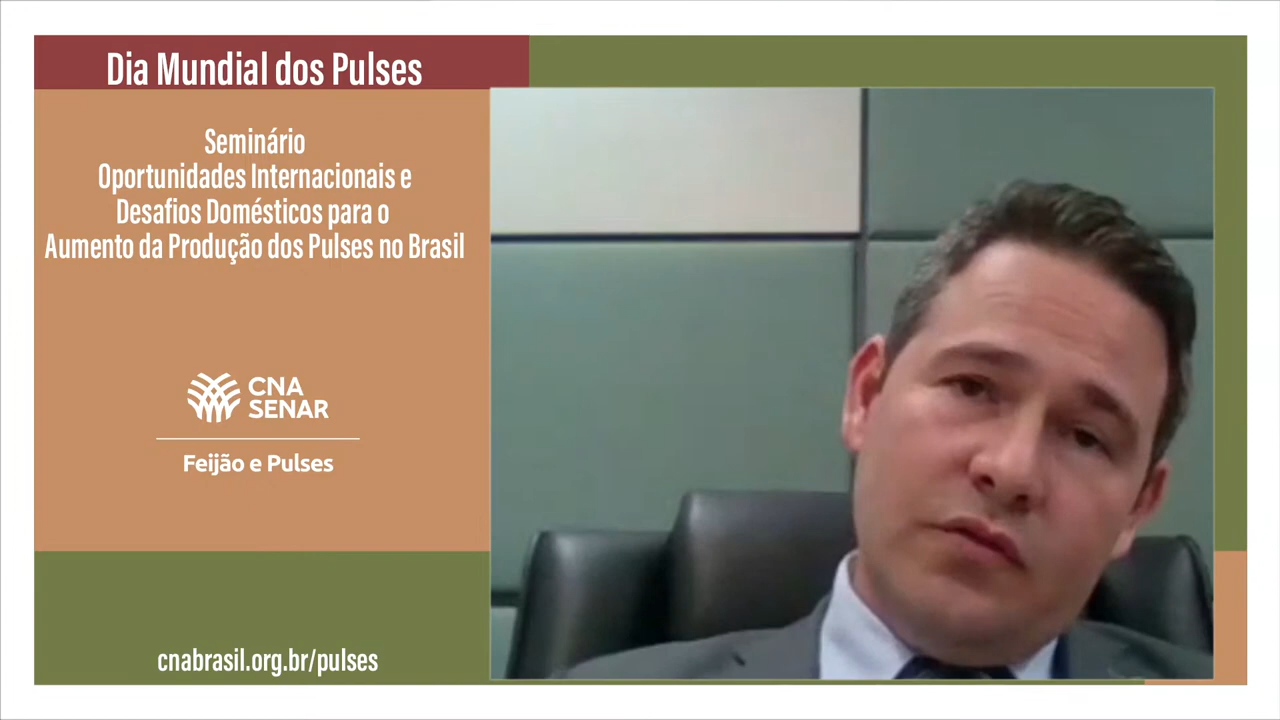 Dia Mundial dos Pulses
Seminário
Oportunidades Internacionais e
Desafios Domésticos para o
Aumento da Produção dos Pulses no Brasil
CNA
SENAR
Feijão e Pulses
cnabrasil.org.br/pulses